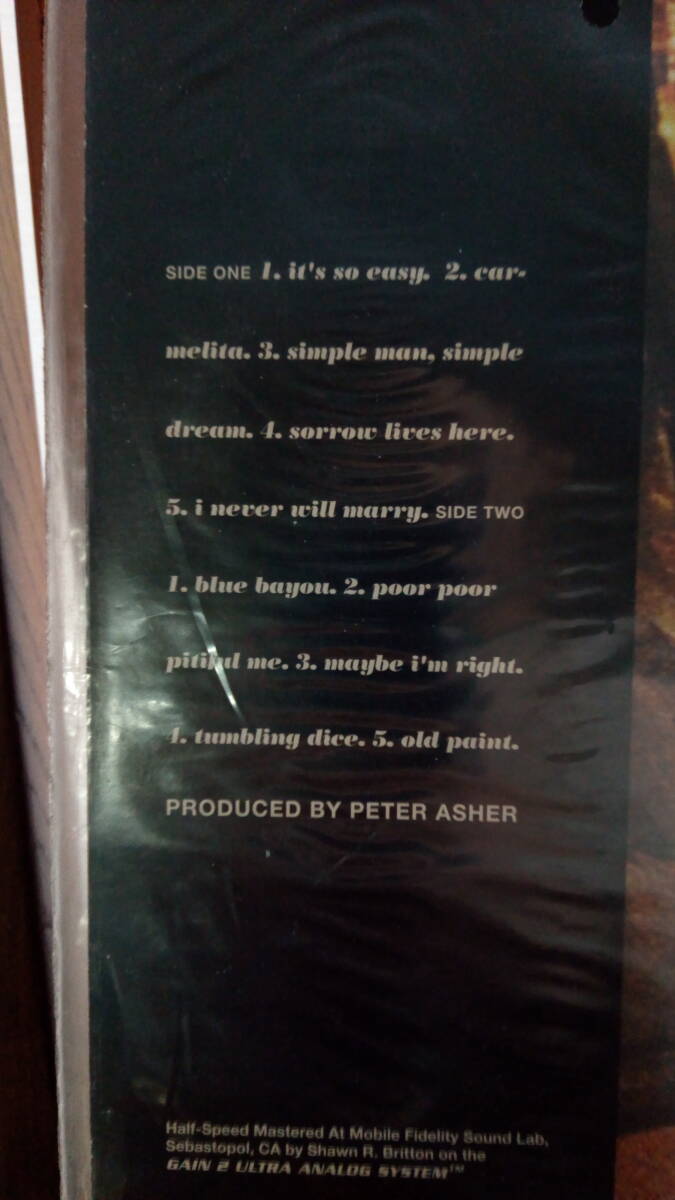 SIDE ONE 1. it's so easy. 2. car-
melita. 3. simple man, simple
dream. 4. sorrow lives here.
5. i never will marry. SIDE TWO
1. blue bayou. 2. poor poor
pitiful me. 3. maybe i'm right.
4. tumbling dice. 5. old paint.
PRODUCED BY PETER ASHER
Half-Speed Mastered At Mobile Fidelity Sound Lab,
Sebastopol, CA by Shawn R. Britton on the
GAIN 2 ULTRA ANALOG SYSTEM™